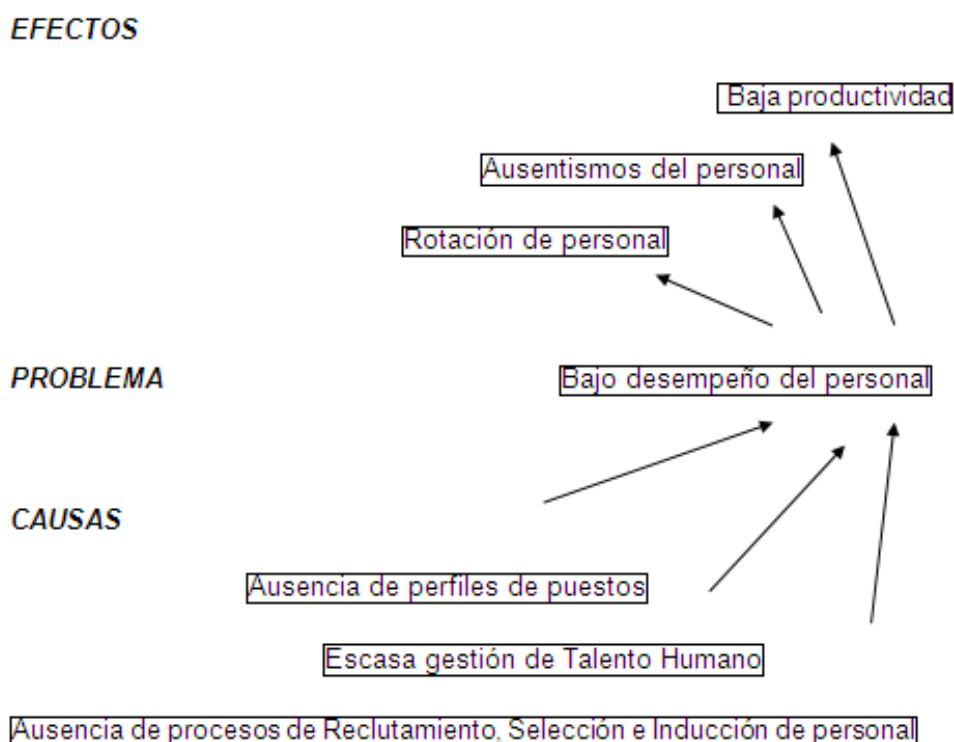 EFECTOS
Baja productividad
Ausentismos del personal
Rotación de personal
PROBLEMA
Bajo desempeño del personal
CAUSAS
Ausencia de perfiles de puestos
Escasa gestión de Talento Humano
Ausencia de procesos de Reclutamiento, Selección e Inducción de personal